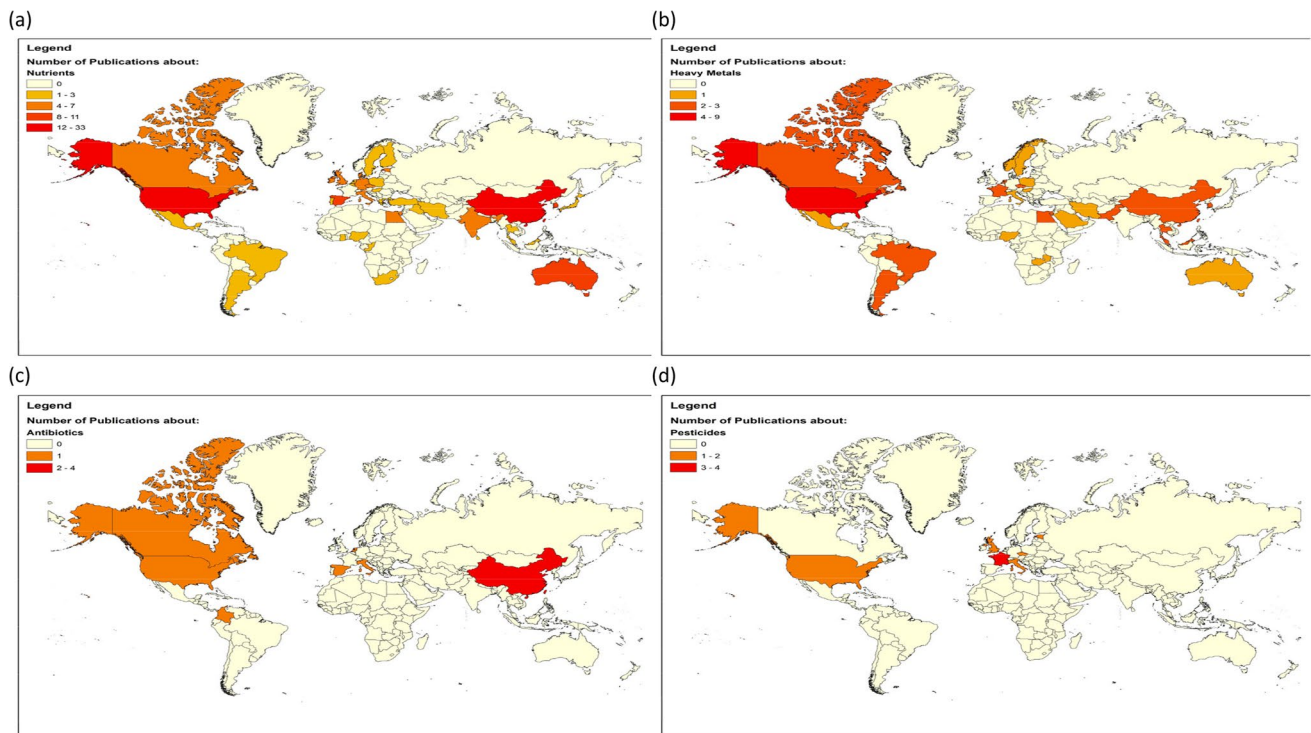 (a)
Legend
Number of Publications about:
Nutrients
0
1 - 3
4 - 7
8 - 11
12 - 33
(b)
Legend
Number of Publications about:
Heavy Metals
0
1
2 - 3
4 - 9
(c)
Legend
Number of Publications about:
Antibiotics
0
1
2 - 4
(d)
Legend
Number of Publications about:
Pesticides
0
1 - 2
3 - 4